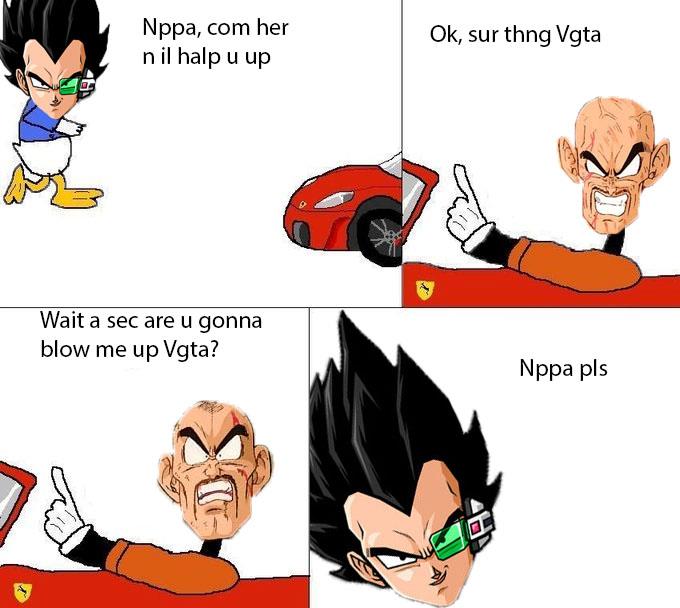 Nppa, com her
n il halp u up
Ok, sur thng Vgta
Wait a sec are u gonna
blow me up Vgta?
Nppa pls